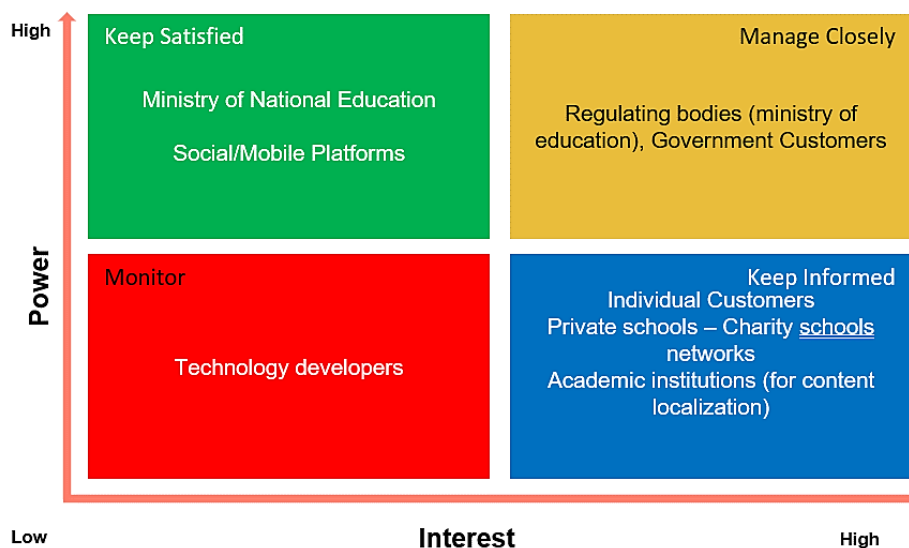 High
Keep Satisfied
Ministry of National Education
Social/Mobile Platforms
Manage Closely
Regulating bodies (ministry of
education), Government Customers
Power
Monitor
Technology developers
Keep Informed
Individual Customers
Private schools – Charity schools
networks
Academic institutions (for content
localization)
Low
Interest
High